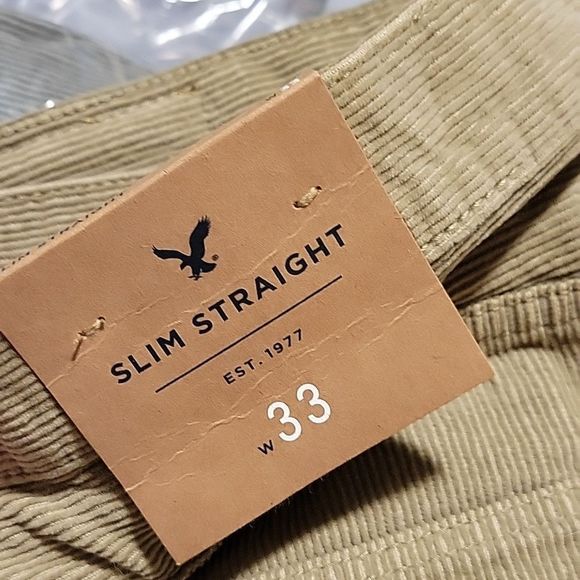 ®
SLIM STRAIGHT
EST. 1977
W 33